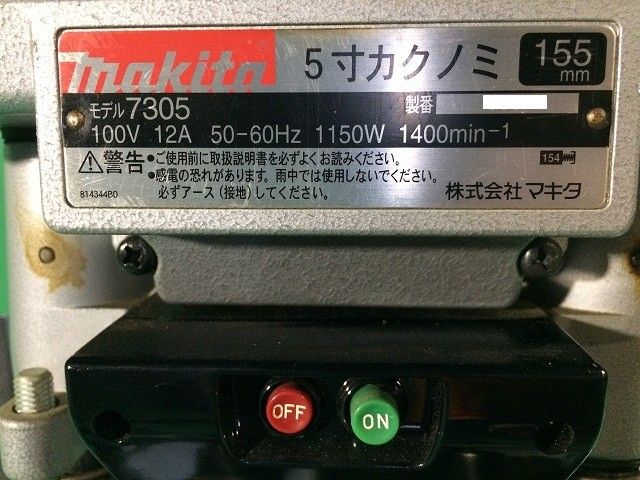 makita 5寸カクノミ 155 mm
モデル 7305 製番
100V 12A 50-60Hz 1150W 1400min-1
⚠警告 •ご使用前に取扱説明書を必ずよくお読みください。
•感電の恐れがあります。雨中では使用しないでください。
必ずアース(接地)してください。
154
814344B0
株式会社 マキタ
OFF
ON